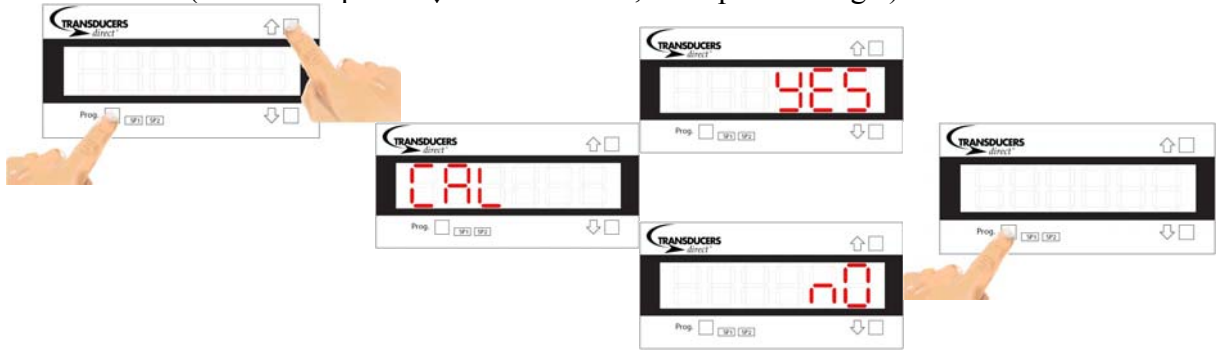 TRANSDUCERS
direct
Prog. SP1 SP2
TRANSDUCERS
direct
CAL
Prog. SP1 SP2
TRANSDUCERS
direct
YES
Prog. SP1 SP2
TRANSDUCERS
direct
nO
Prog. SP1 SP2
TRANSDUCERS
direct
Prog. SP1 SP2